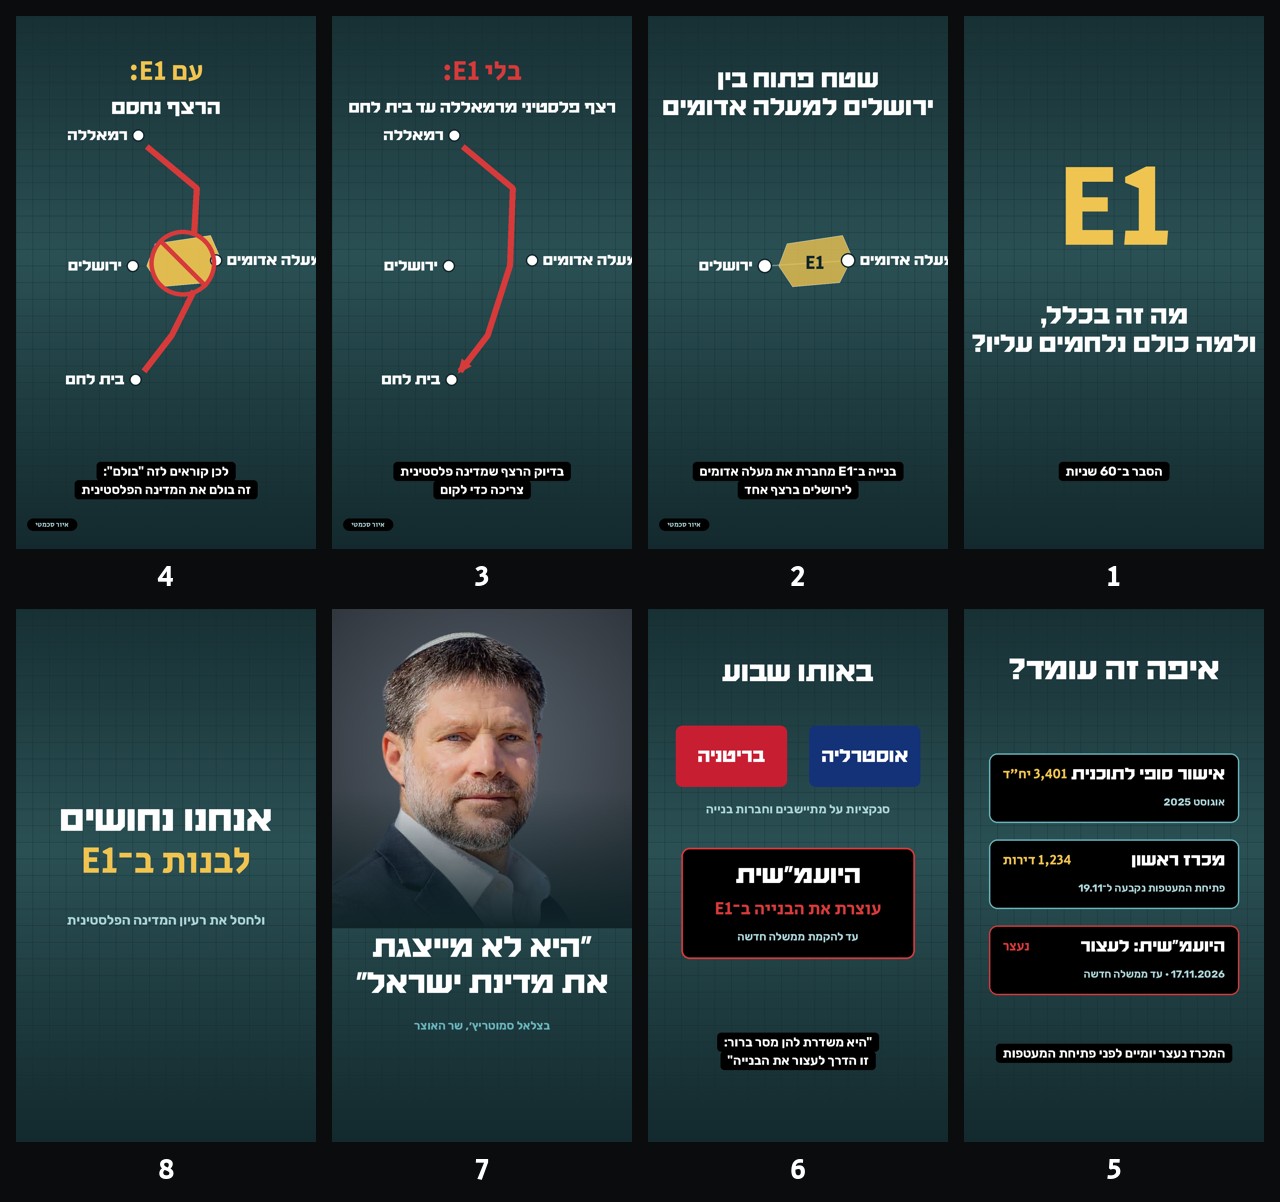 E1
מה זה בכלל,
ולמה כולם נלחמים עליו?
הסבר ב־60 שניות
1
שטח פתוח בין
ירושלים למעלה אדומים
E1
ירושלים
מעלה אדומים
בנייה ב־E1 מחברת את מעלה אדומים
לירושלים ברצף אחד
איור סכמטי
2
בלי E1:
רצף פלסטיני מרמאללה עד בית לחם
רמאללה
ירושלים
מעלה אדומים
בית לחם
בדיוק הרצף שמדינה פלסטינית
צריכה כדי לקום
איור סכמטי
3
עם E1:
הרצף נחסם
רמאללה
ירושלים
מעלה אדומים
בית לחם
לכן קוראים לזה "בולם":
זה בולם את המדינה הפלסטינית
איור סכמטי
4
איפה זה עומד?
אישור סופי לתוכנית 3,401 יח״ד
אוגוסט 2025
מכרז ראשון 1,234 דירות
פתיחת המעטפות נקבעה ל־19.11
היועמ״שית: לעצור נעצר
17.11.2026 • עד ממשלה חדשה
המכרז נעצר יומיים לפני פתיחת המעטפות
5
באותו שבוע
אוסטרליה
בריטניה
סנקציות על מתיישבים וחברות בנייה
היועמ״שית
עוצרת את הבנייה ב־E1
עד להקמת ממשלה חדשה
"היא משדרת להן מסר ברור:
זו הדרך לעצור את הבנייה"
6
״היא לא מייצגת
את מדינת ישראל״
בצלאל סמוטריץ׳, שר האוצר
7
אנחנו נחושים
לבנות ב־E1
ולחסל את רעיון המדינה הפלסטינית
8